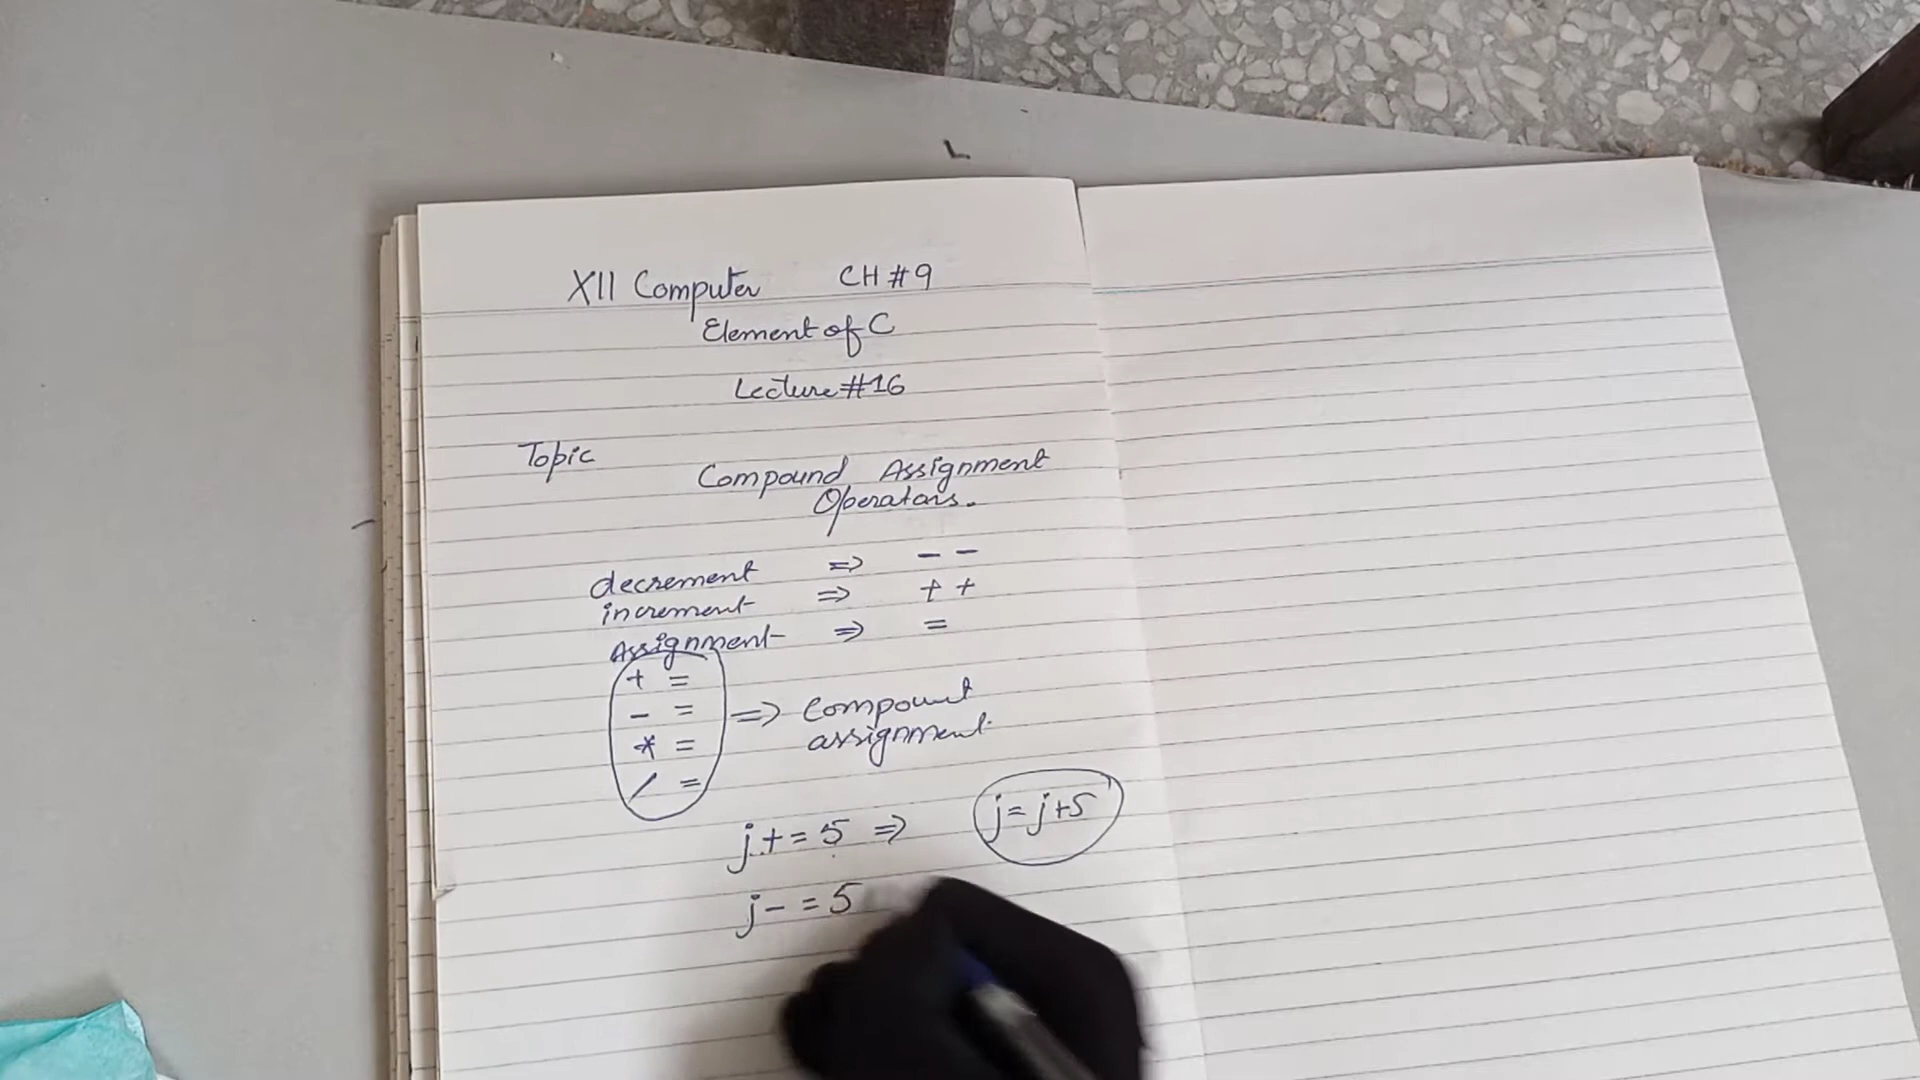 XII Computer CH # 9
Element of C
Lecture # 16
Topic
Compound Assignment
Operators.
decrement ⇒ - -
increment ⇒ + +
Assignment ⇒ =
+ =
- =
* =
/ =
⇒ Compount
assignment.
j + = 5 ⇒ j = j + 5
j - = 5